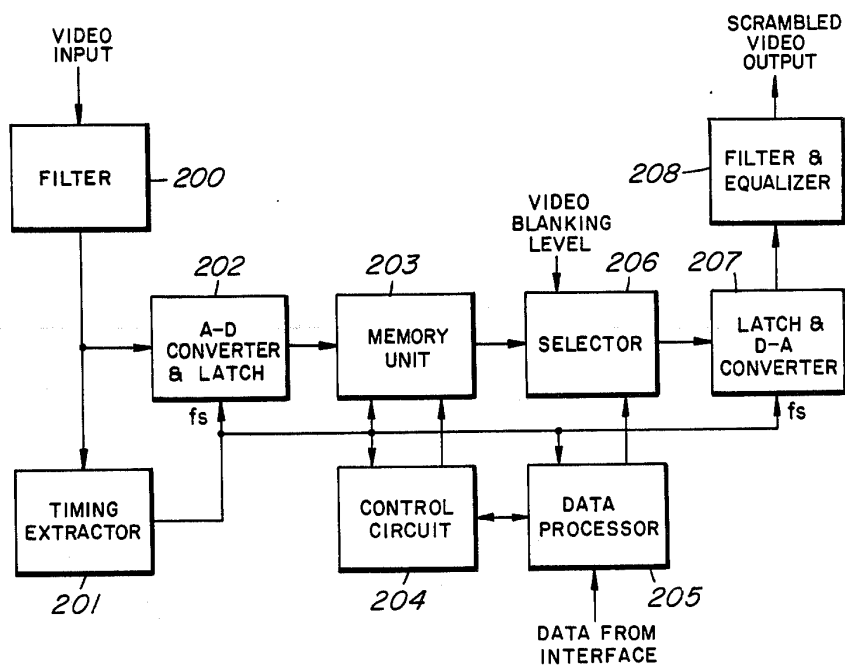 VIDEO
INPUT
SCRAMBLED
VIDEO
OUTPUT
FILTER
200
208
FILTER &
EQUALIZER
VIDEO
BLANKING
LEVEL
202
203
206
207
A-D
CONVERTER
& LATCH
MEMORY
UNIT
SELECTOR
LATCH &
D-A
CONVERTER
fs
fs
TIMING
EXTRACTOR
CONTROL
CIRCUIT
DATA
PROCESSOR
201
204
205
DATA FROM
INTERFACE